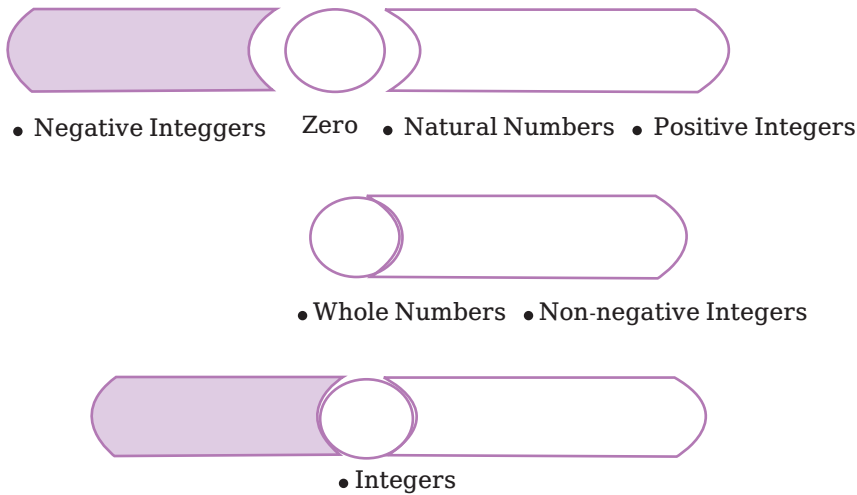 • Negative Integgers Zero • Natural Numbers • Positive Integers
• Whole Numbers • Non-negative Integers
• Integers